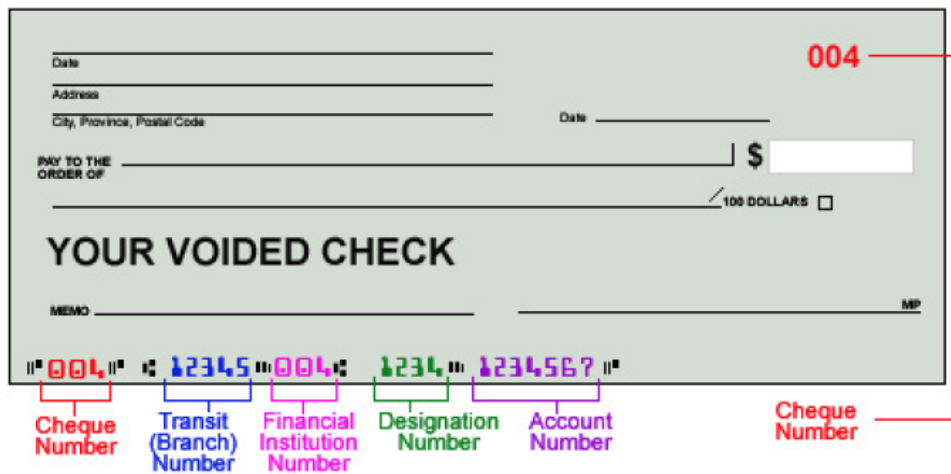 004
Date
Address
City, Province, Postal Code
Date
PAY TO THE
ORDER OF
$
/100 DOLLARS
YOUR VOIDED CHECK
MEMO
MP
⑈004⑈ ⑆12345⑉004⑆ 1234⑉1234567⑈
Cheque
Number
Transit
(Branch)
Number
Financial
Institution
Number
Designation
Number
Account
Number
Cheque
Number